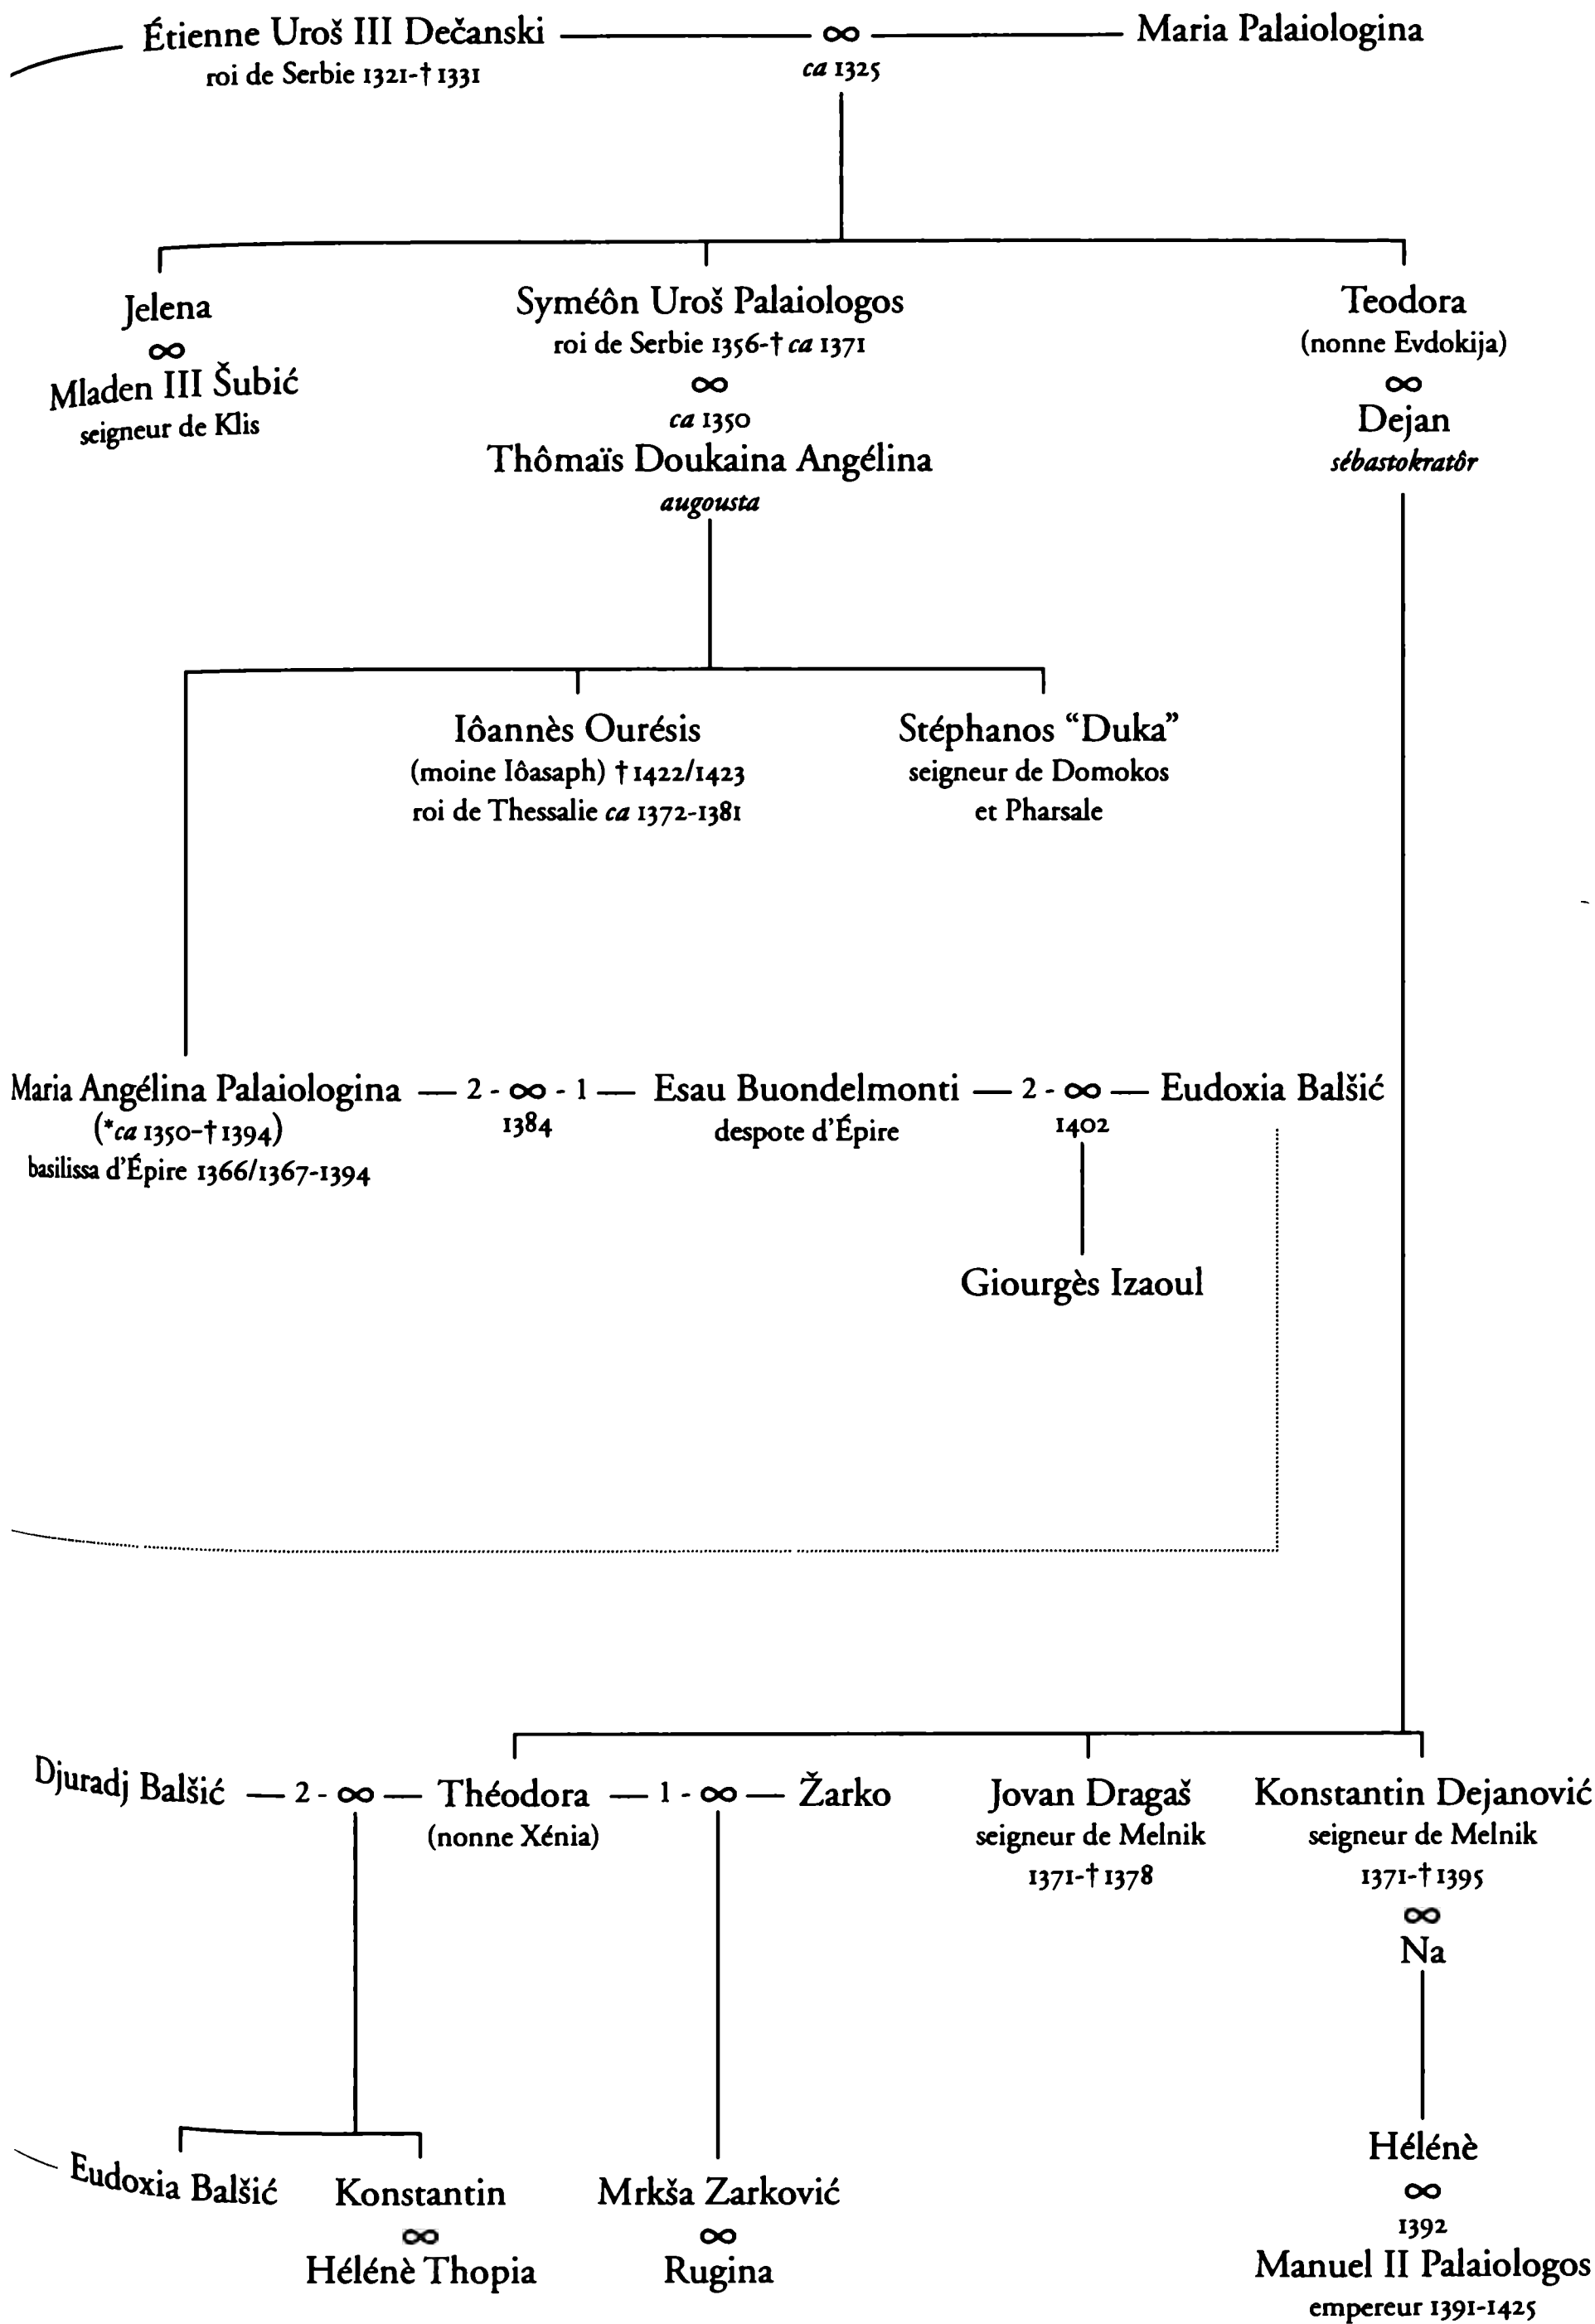 Étienne Uroš III Dečanski ∞ Maria Palaiologina
roi de Serbie 1321-† 1331
ca 1325
Jelena
∞
Mladen III Šubić
seigneur de Klis
Syméôn Uroš Palaiologos
roi de Serbie 1356-† ca 1371
∞
ca 1350
Thômaïs Doukaina Angélina
augousta
Teodora
(nonne Evdokija)
∞
Dejan
sébastokratôr
Iôannès Ourésis
(moine Iôasaph) † 1422/1423
roi de Thessalie ca 1372-1381
Stéphanos “Duka”
seigneur de Domokos
et Pharsale
Maria Angélina Palaiologina — 2 - ∞ - 1 — Esau Buondelmonti — 2 - ∞ — Eudoxia Balšić
(*ca 1350-† 1394)
basilissa d'Épire 1366/1367-1394
1384
despote d'Épire
1402
Giourgès Izaoul
Djuradj Balšić — 2 - ∞ — Théodora — 1 - ∞ — Žarko
(nonne Xénia)
Jovan Dragaš
seigneur de Melnik
1371-† 1378
Konstantin Dejanović
seigneur de Melnik
1371-† 1395
∞
Na
Eudoxia Balšić
Konstantin
∞
Hélénè Thopia
Mrkša Zarković
∞
Rugina
Hélénè
∞
1392
Manuel II Palaiologos
empereur 1391-1425